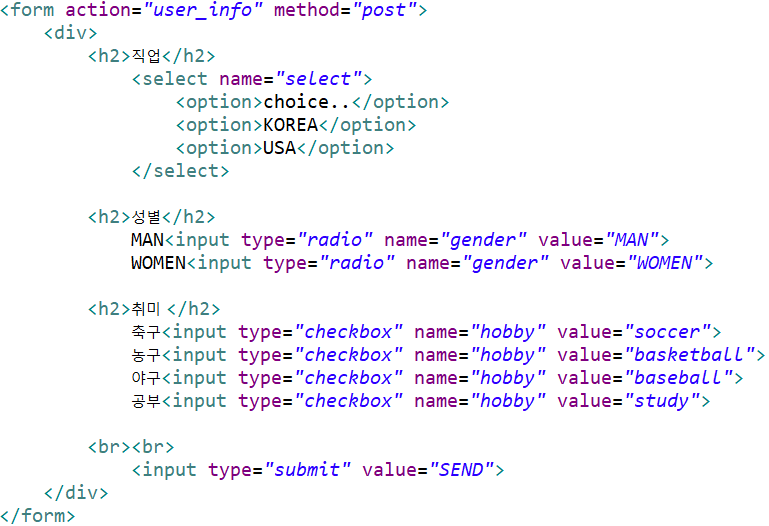 <form action="user_info" method="post">
<div>
<h2>직업</h2>
<select name="select">
<option>choice..</option>
<option>KOREA</option>
<option>USA</option>
</select>
<h2>성별</h2>
MAN<input type="radio" name="gender" value="MAN">
WOMEN<input type="radio" name="gender" value="WOMEN">
<h2>취미 </h2>
축구<input type="checkbox" name="hobby" value="soccer">
농구<input type="checkbox" name="hobby" value="basketball">
야구<input type="checkbox" name="hobby" value="baseball">
공부<input type="checkbox" name="hobby" value="study">
<br><br>
<input type="submit" value="SEND">
</div>
</form>